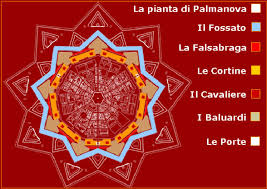 La pianta di Palmanova
Il Fossato
La Falsabraga
Le Cortine
Il Cavaliere
I Baluardi
Le Porte